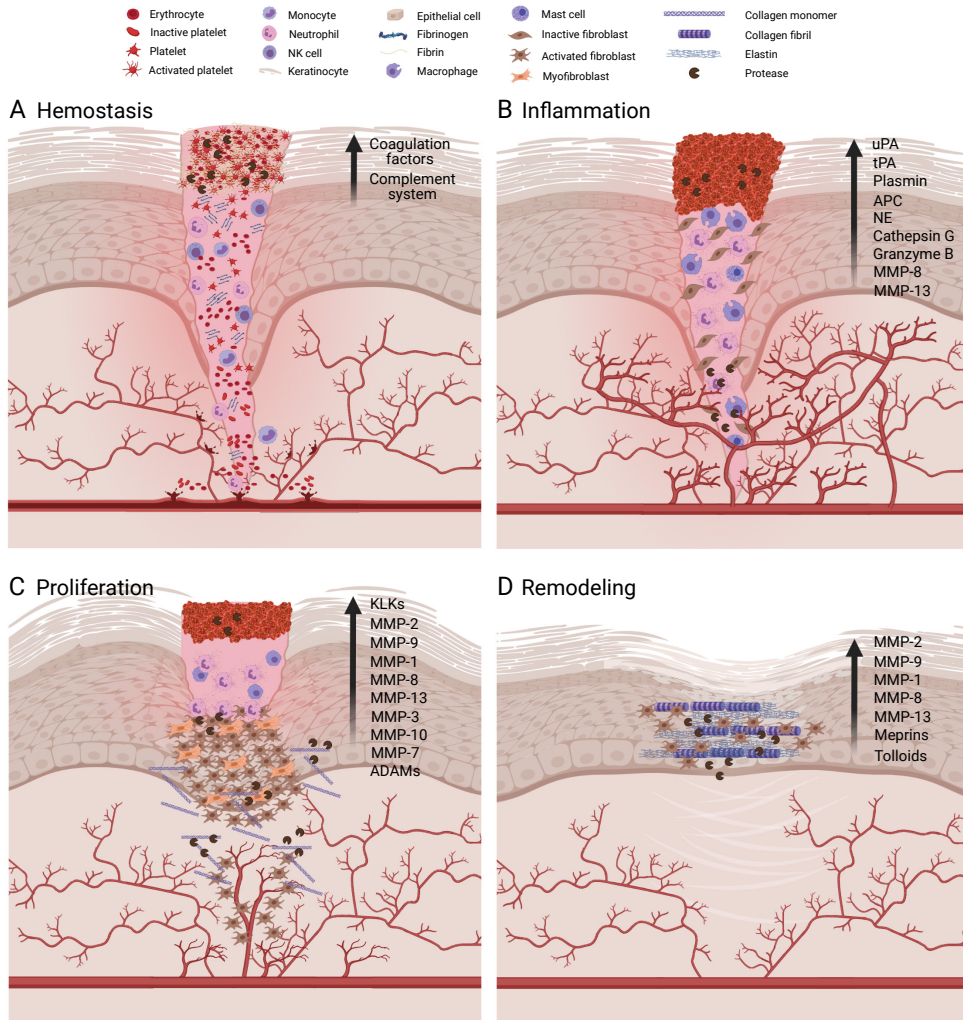 Erythrocyte
Inactive platelet
Platelet
Activated platelet
Monocyte
Neutrophil
NK cell
Keratinocyte
Epithelial cell
Fibrinogen
Fibrin
Macrophage
Mast cell
Inactive fibroblast
Activated fibroblast
Myofibroblast
Collagen monomer
Collagen fibril
Elastin
Protease
A Hemostasis
Coagulation
factors
Complement
system
B Inflammation
uPA
tPA
Plasmin
APC
NE
Cathepsin G
Granzyme B
MMP-8
MMP-13
C Proliferation
KLKs
MMP-2
MMP-9
MMP-1
MMP-8
MMP-13
MMP-3
MMP-10
MMP-7
ADAMs
D Remodeling
MMP-2
MMP-9
MMP-1
MMP-8
MMP-13
Meprins
Tolloids